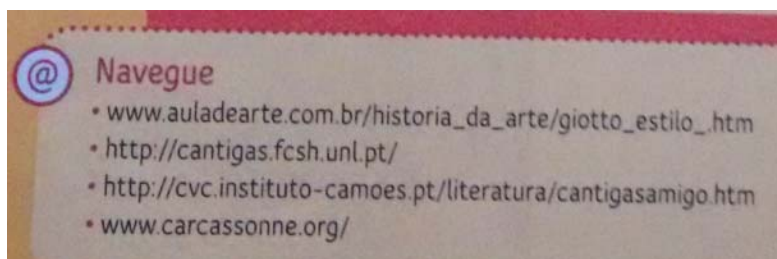 @ Navegue
• www.auladearte.com.br/historia_da_arte/giotto_estilo_.htm
• http://cantigas.fcsh.unl.pt/
• http://cvc.instituto-camoes.pt/literatura/cantigasamigo.htm
• www.carcassonne.org/